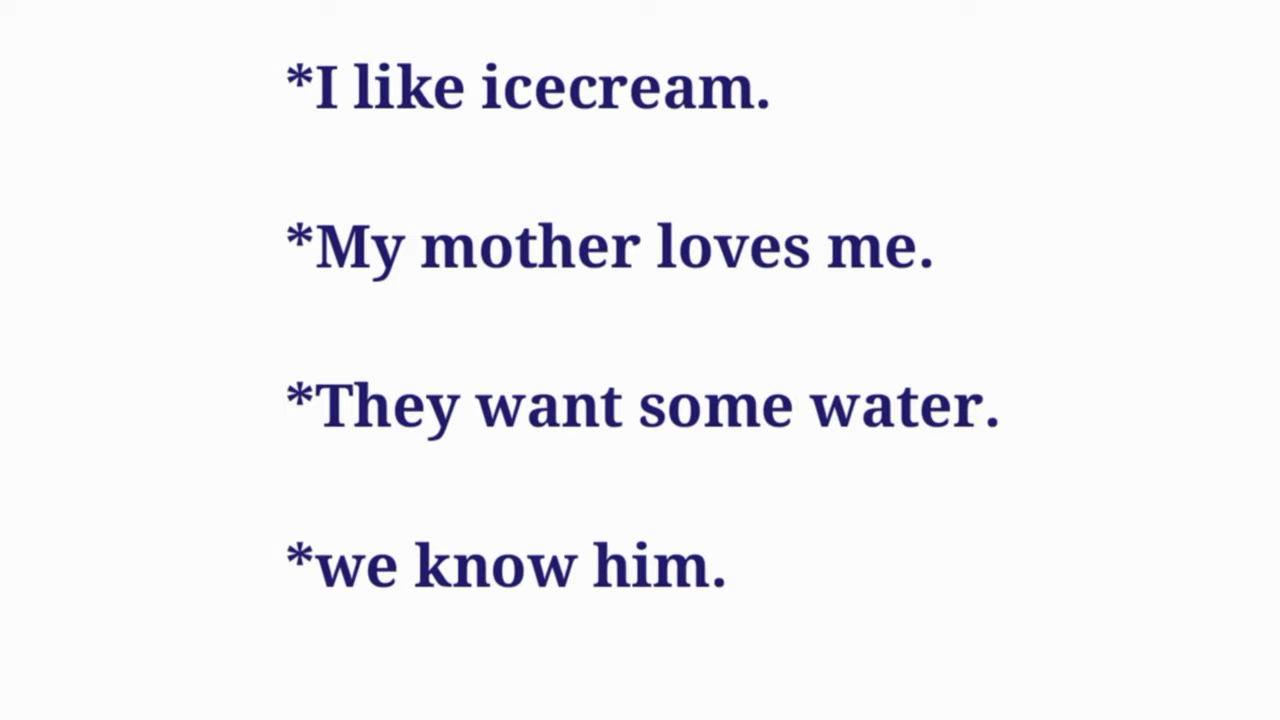 *I like icecream.
*My mother loves me.
*They want some water.
*we know him.